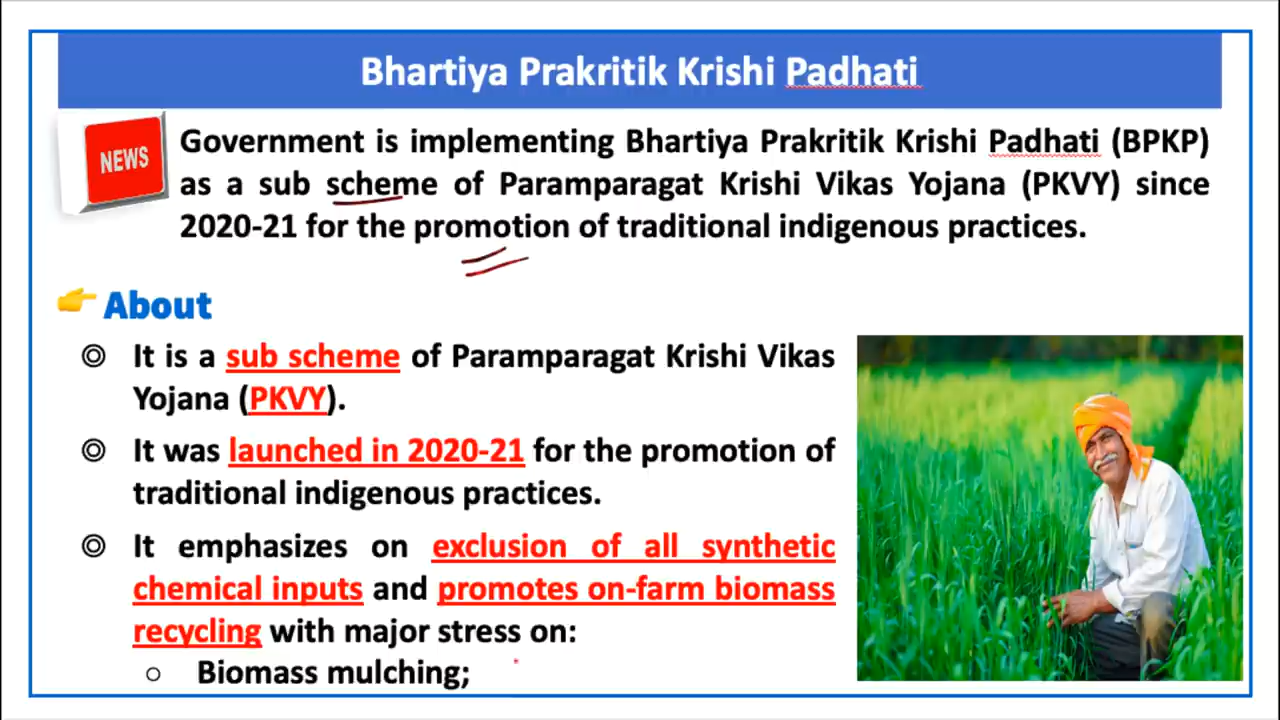 Bhartiya Prakritik Krishi Padhati
NEWS
Government is implementing Bhartiya Prakritik Krishi Padhati (BPKP)
as a sub scheme of Paramparagat Krishi Vikas Yojana (PKVY) since
2020-21 for the promotion of traditional indigenous practices.
About
It is a sub scheme of Paramparagat Krishi Vikas
Yojana (PKVY).
It was launched in 2020-21 for the promotion of
traditional indigenous practices.
It emphasizes on exclusion of all synthetic
chemical inputs and promotes on-farm biomass
recycling with major stress on:
Biomass mulching;